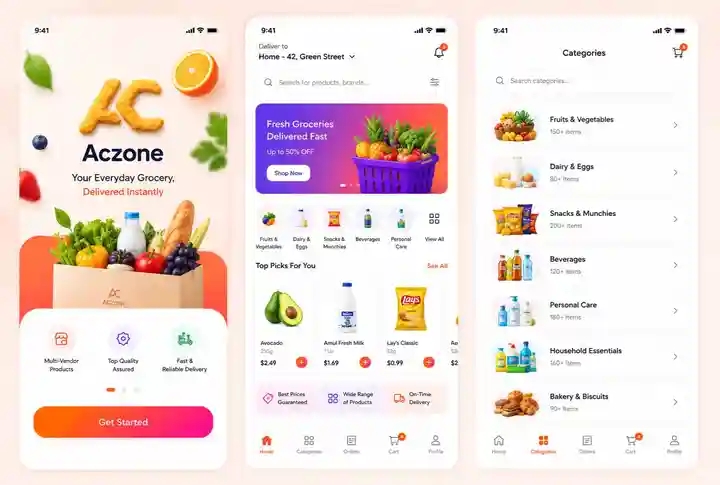 9:41
AC
Aczone
Your Everyday Grocery,
Delivered Instantly
AC
ACZONE
Multi-Vendor
Products
Top Quality
Assured
Fast &
Reliable Delivery
Get Started
9:41
Deliver to
Home - 42, Green Street
Search for products, brands...
Fresh Groceries
Delivered Fast
Up to 50% OFF
Shop Now
Fruits &
Vegetables
Dairy &
Eggs
Snacks &
Munchies
Beverages
Personal
Care
View All
Top Picks For You
See All
Lay's
Avocado
250g
$2.49
Amul Fresh Milk
$1.69
Lay's Classic
$0.99
Best Prices
Guaranteed
Wide Range
of Products
On-Time
Delivery
Home
Categories
Orders
Cart
Profile
9:41
Categories
Search categories...
Fruits & Vegetables
150+ items
Dairy & Eggs
80+ items
Snacks & Munchies
200+ items
Beverages
120+ items
Personal Care
180+ items
Household Essentials
160+ items
Bakery & Biscuits
90+ items
Home
Categories
Orders
Cart
Profile